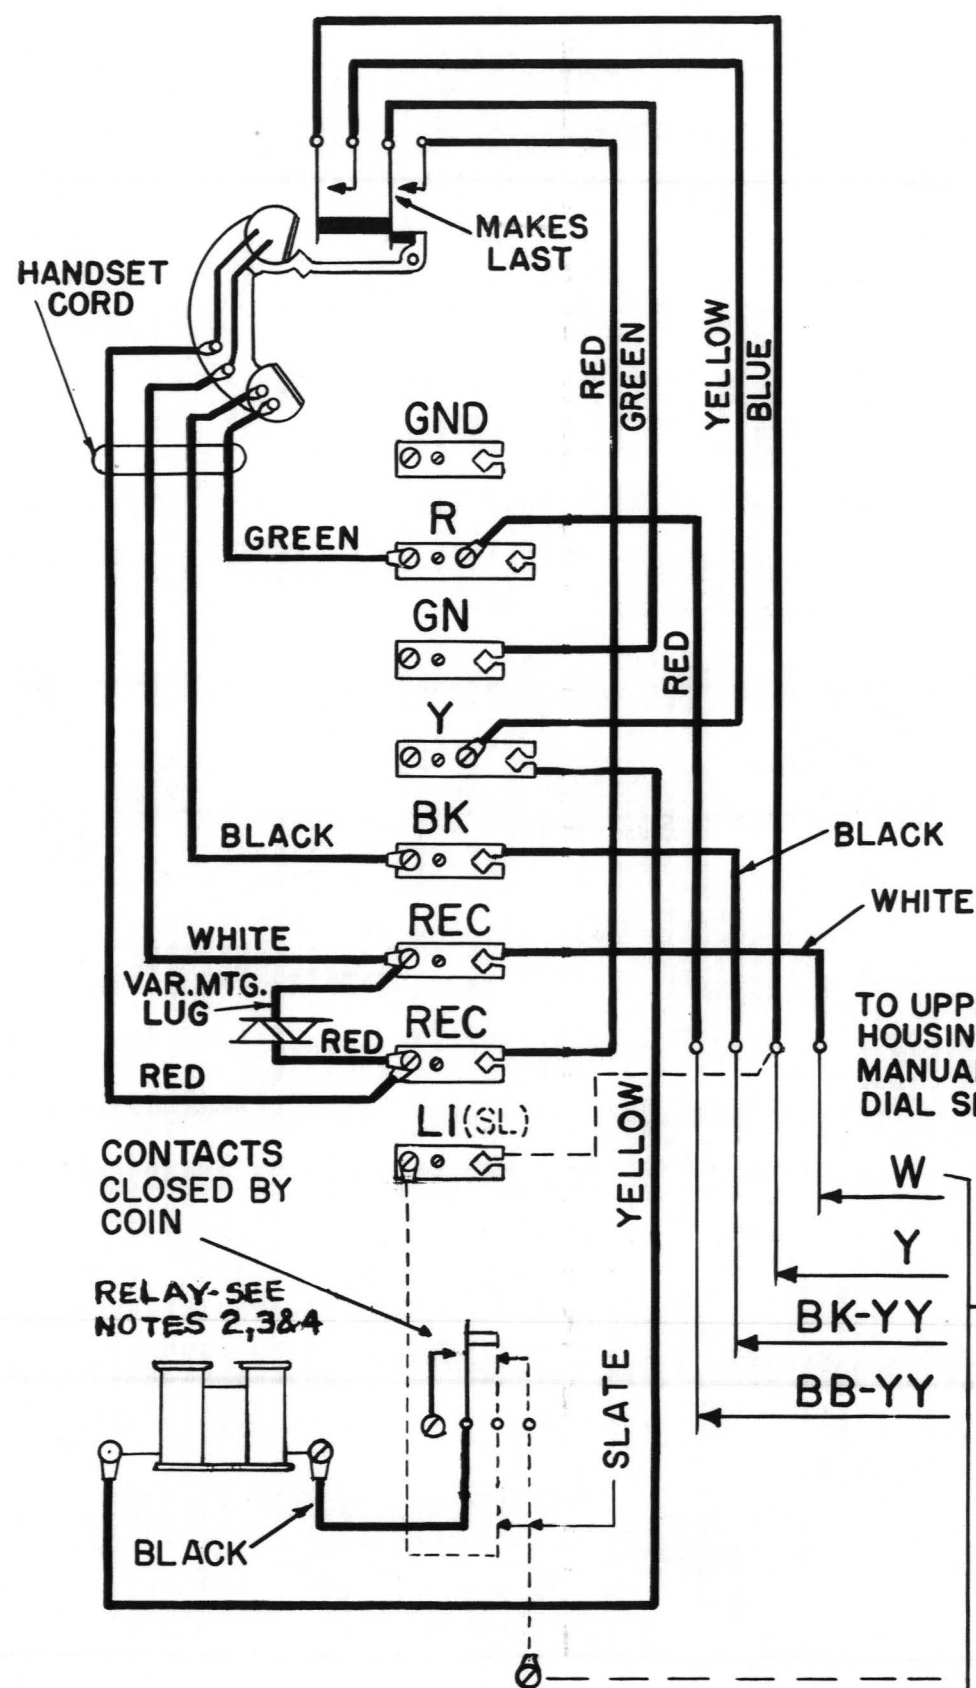 MAKES
LAST
HANDSET
CORD
RED
GREEN
YELLOW
BLUE
GND
R
GREEN
GN
RED
Y
BK
BLACK
BLACK
REC
WHITE
WHITE
VAR. MTG.
LUG
REC
RED
RED
TO UPP
HOUSIN
MANUA
DIAL S
LI (SL)
YELLOW
CONTACTS
CLOSED BY
COIN
W
Y
RELAY-SEE
NOTES 2,3&4
BK-YY
BB-YY
SLATE
BLACK